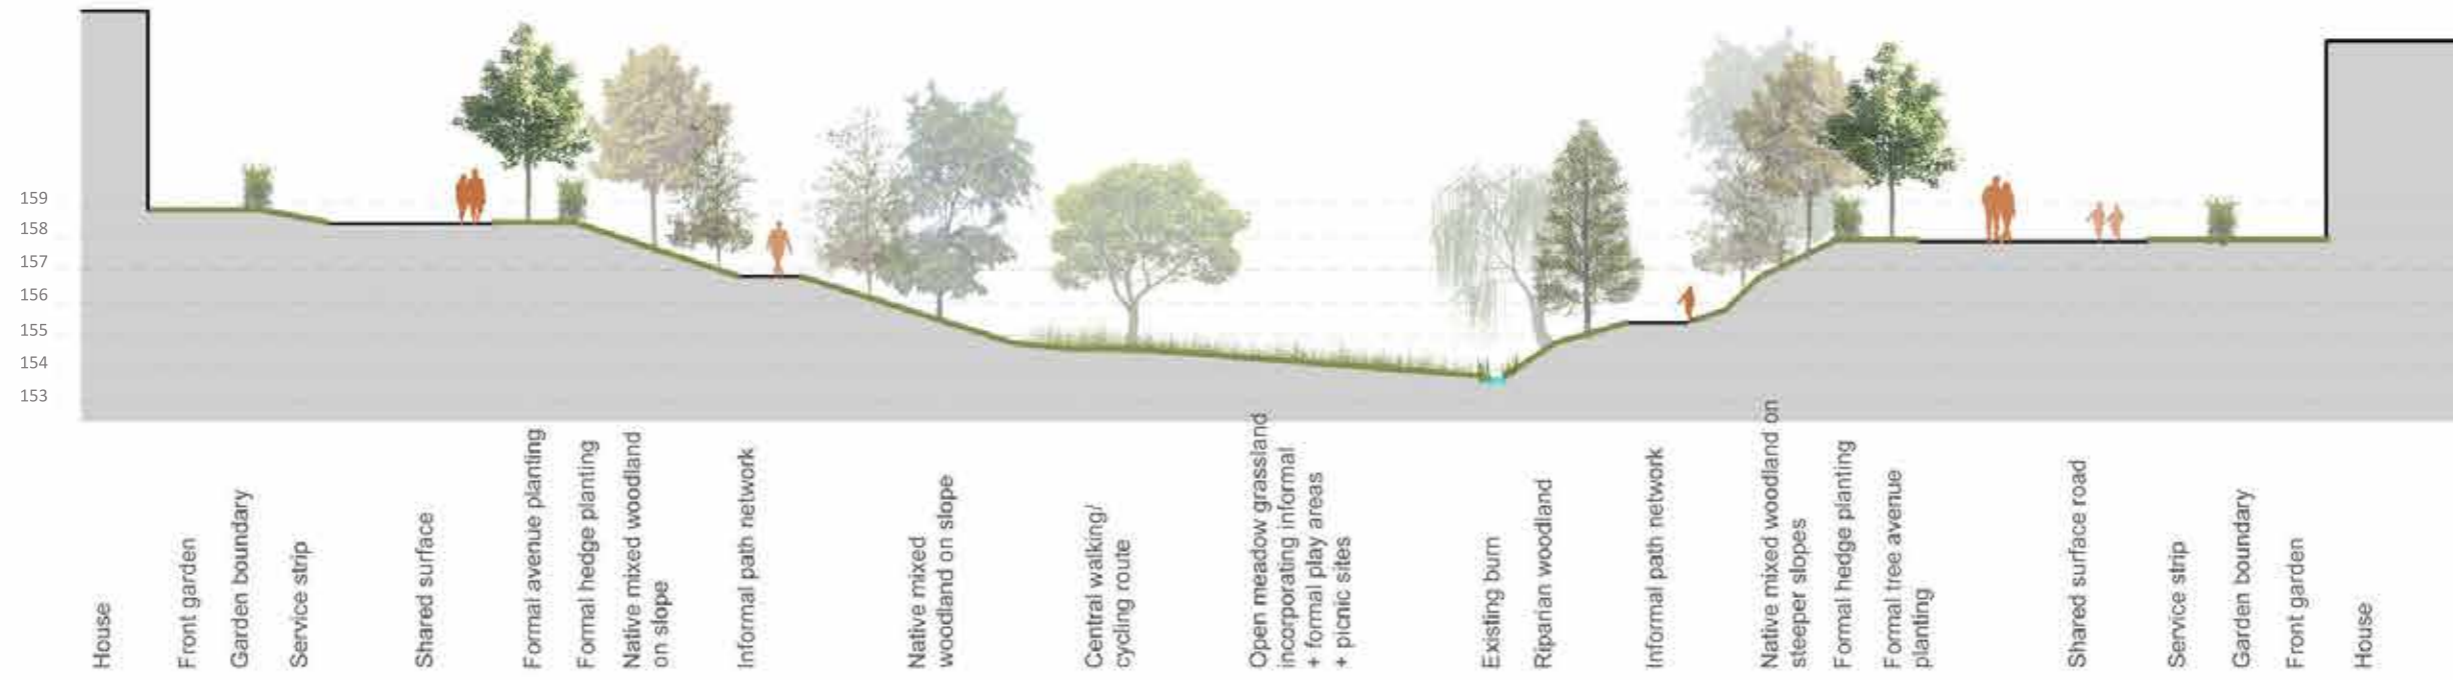 159
158
157
156
155
154
153
House
Front garden
Garden boundary
Service strip
Shared surface
Formal avenue planting
Formal hedge planting
Native mixed woodland
on slope
Informal path network
Native mixed
woodland on slope
Central walking/
cycling route
Open meadow grassland
incorporating informal
+ formal play areas
+ picnic sites
Existing burn
Riparian woodland
Informal path network
Native mixed woodland on
steeper slopes
Formal hedge planting
Formal tree avenue
planting
Shared surface road
Service strip
Garden boundary
Front garden
House